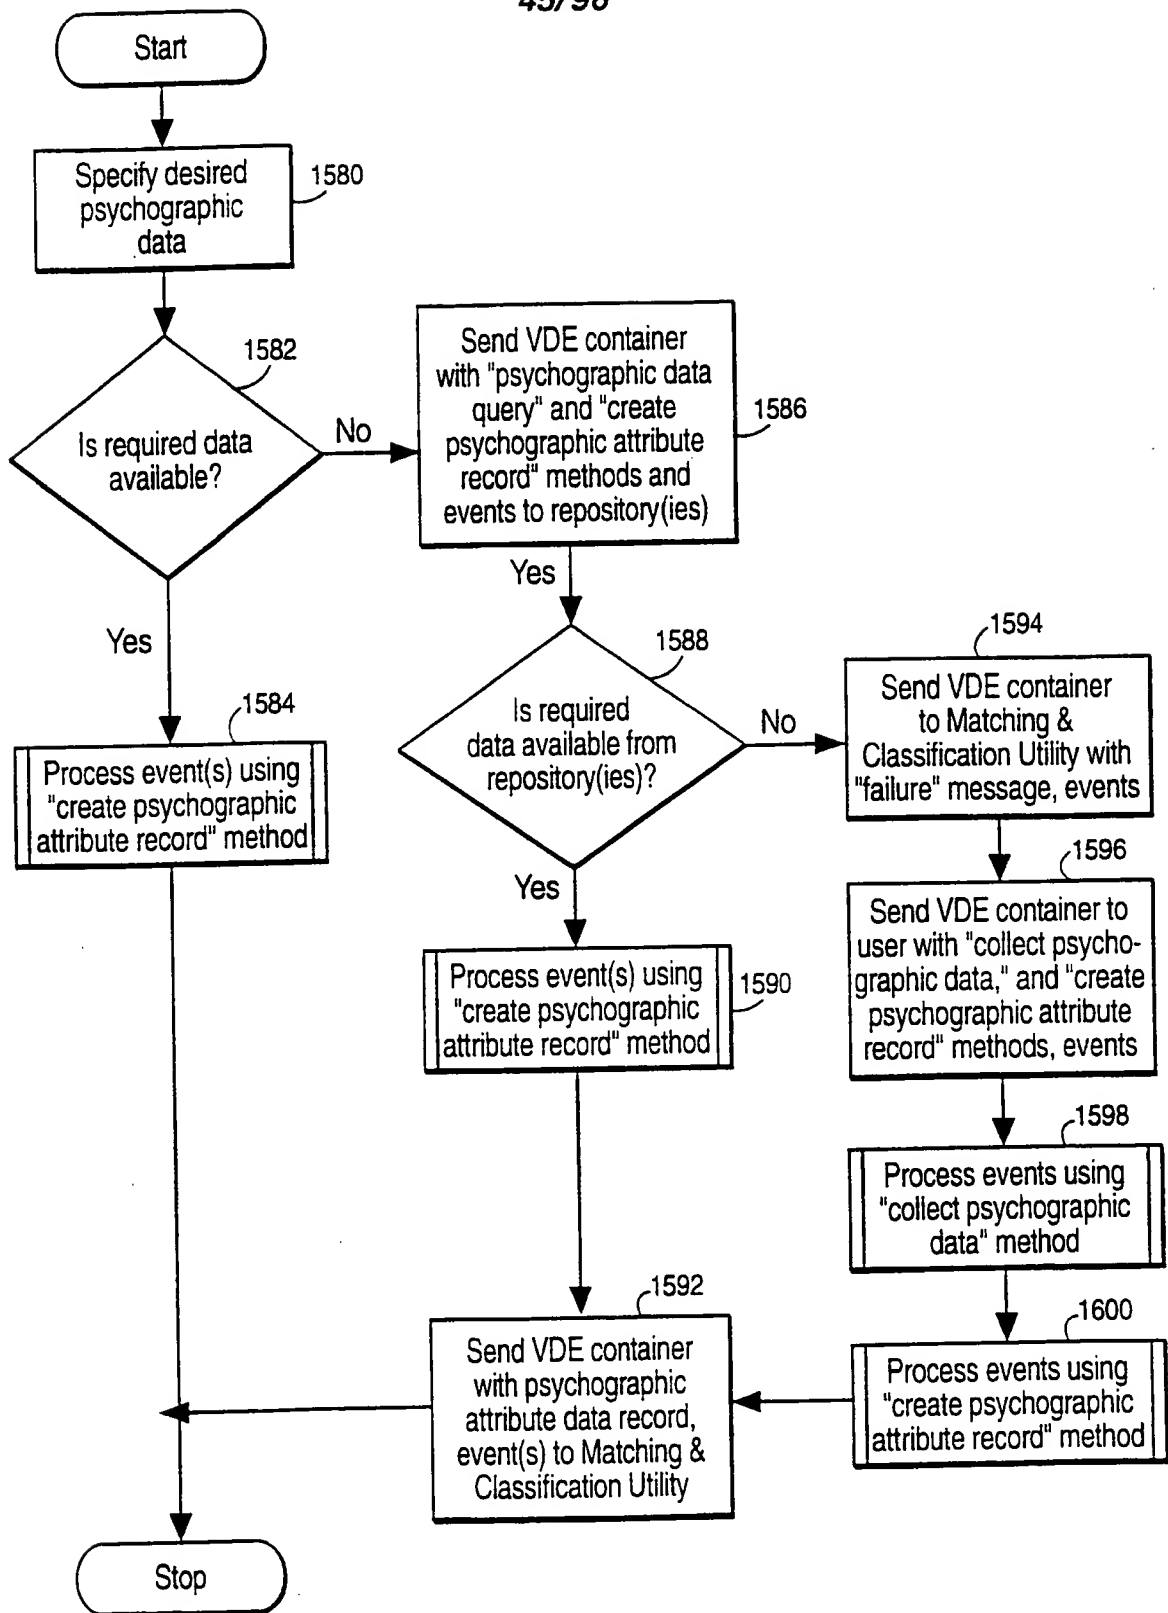 45/96
Start
Specify desired
psychographic
data
1580
1582
Is required data
available?
No
Yes
Send VDE container
with "psychographic data
query" and "create
psychographic attribute
record" methods and
events to repository(ies)
1586
Yes
1584
Process event(s) using
"create psychographic
attribute record" method
1588
Is required
data available from
repository(ies)?
No
Yes
1594
Send VDE container
to Matching &
Classification Utility with
"failure" message, events
1596
Send VDE container to
user with "collect psycho-
graphic data," and "create
psychographic attribute
record" methods, events
Process event(s) using
"create psychographic
attribute record" method
1590
1598
Process events using
"collect psychographic
data" method
1600
Process events using
"create psychographic
attribute record" method
1592
Send VDE container
with psychographic
attribute data record,
event(s) to Matching &
Classification Utility
Stop